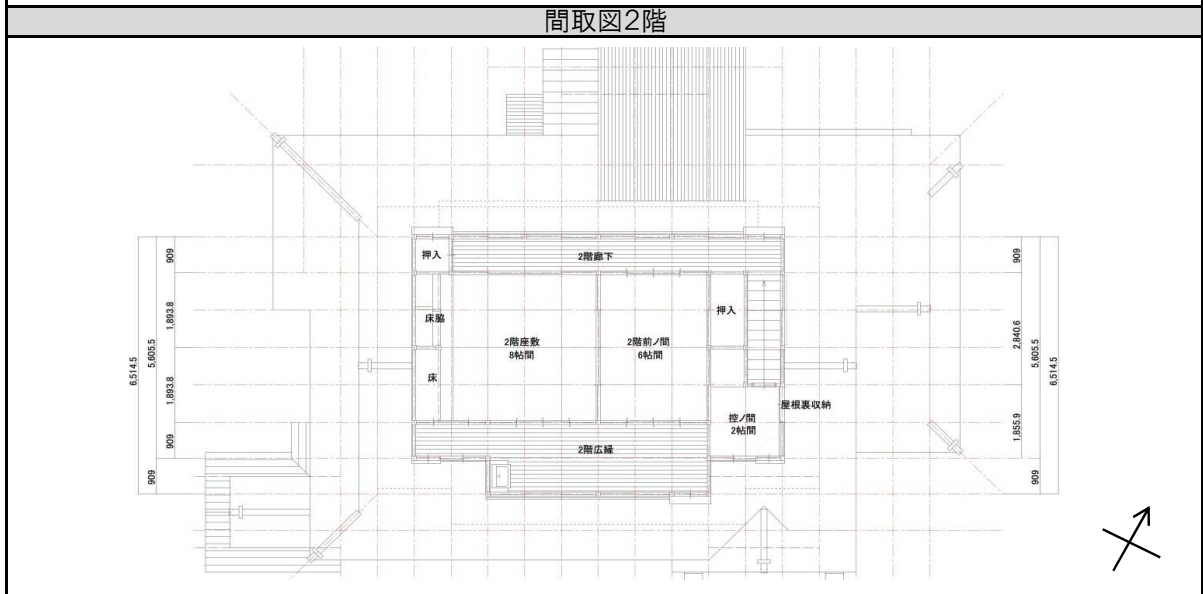 間取図2階
押入
2階廊下
床脇
押入
2階座敷
8帖間
2階前ノ間
6帖間
床
控ノ間
2帖間
屋根裏収納
2階広縁
909
1,893.8
1,893.8
909
909
5,605.5
6,514.5
909
2,840.6
1,855.9
909
5,605.5
6,514.5